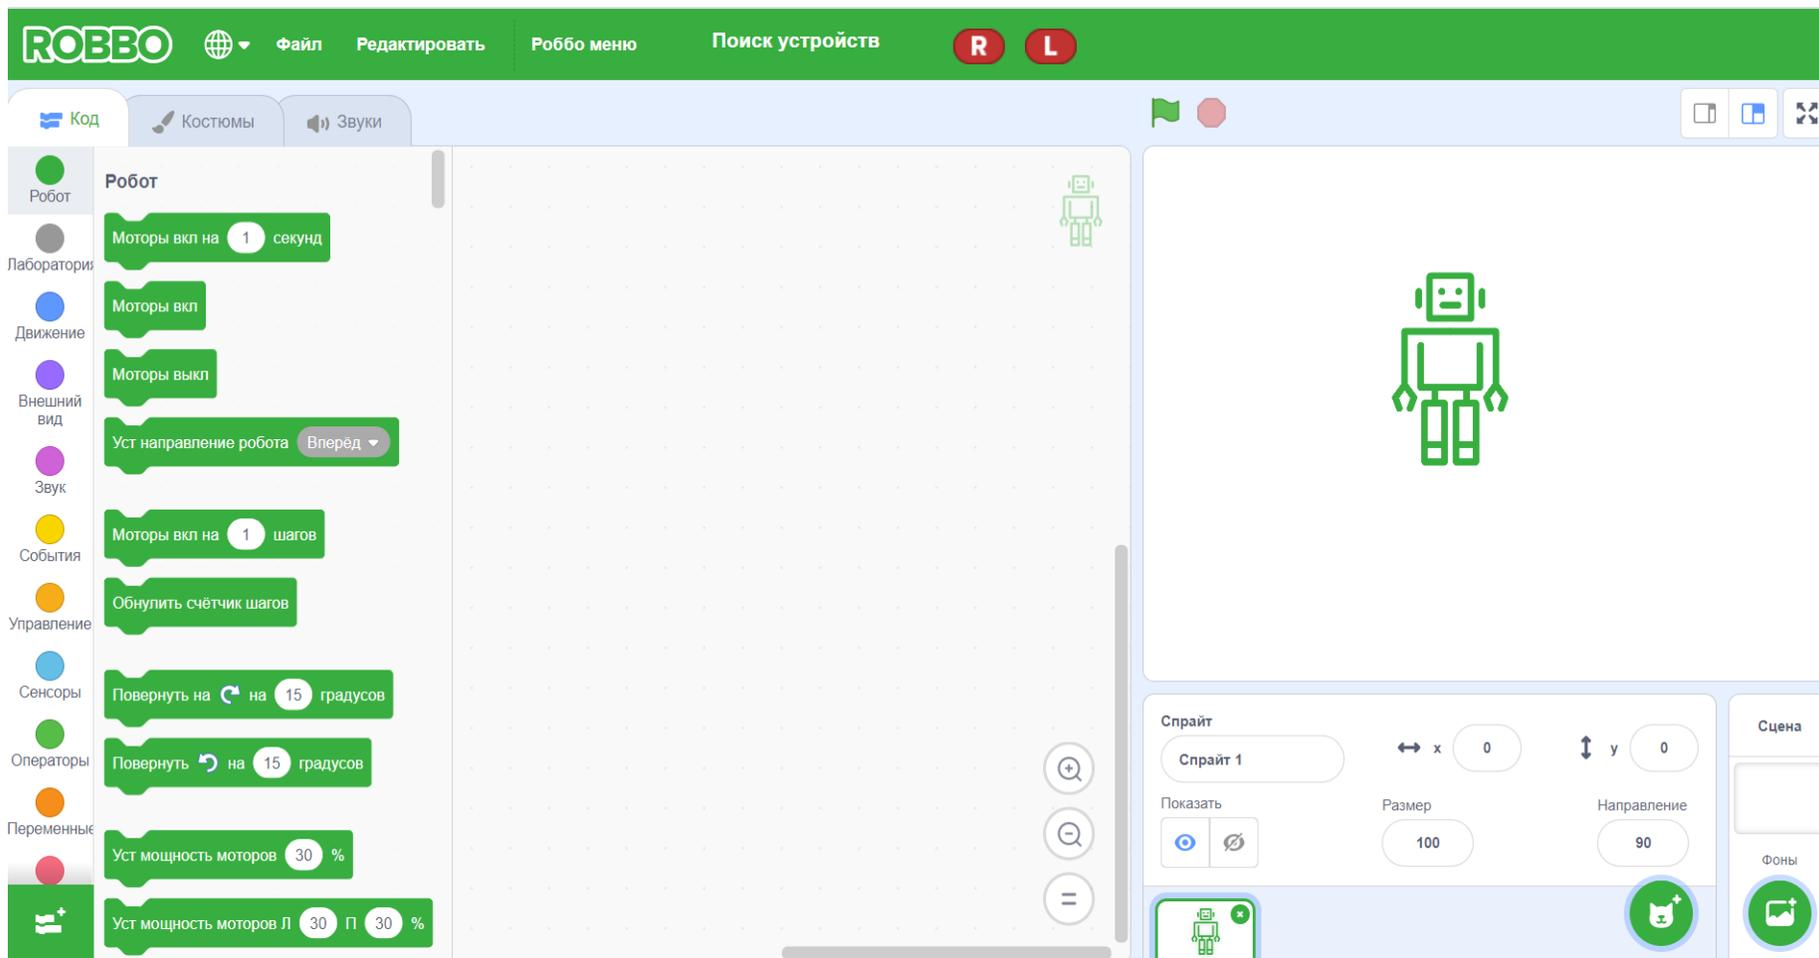 ROBBO Файл Редактировать Роббо меню Поиск устройств R L
Код Костюмы Звуки
Робот
Лаборатория
Движение
Внешний
вид
Звук
События
Управление
Сенсоры
Операторы
Переменные
Робот
Моторы вкл на 1 секунд
Моторы вкл
Моторы выкл
Уст направление робота Вперёд
Моторы вкл на 1 шагов
Обнулить счётчик шагов
Повернуть на на 15 градусов
Повернуть на 15 градусов
Уст мощность моторов 30 %
Уст мощность моторов Л 30 П 30 %
Спрайт
Спрайт 1
x 0
y 0
Показать
Размер
100
Направление
90
Сцена
Фоны